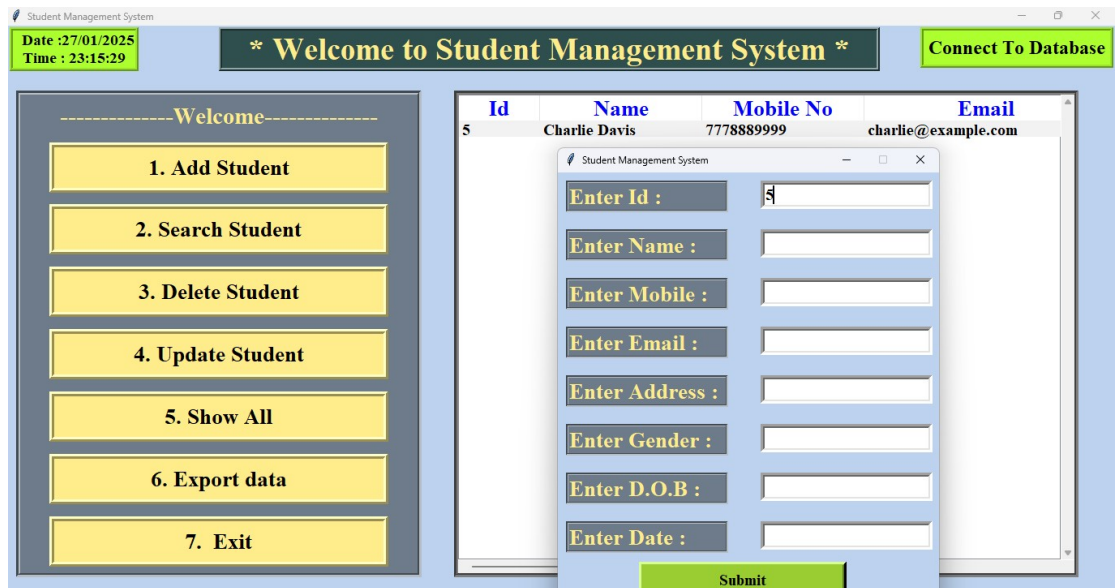 Student Management System
Date :27/01/2025
Time : 23:15:29
* Welcome to Student Management System *
Connect To Database
--------------Welcome--------------
1. Add Student
2. Search Student
3. Delete Student
4. Update Student
5. Show All
6. Export data
7. Exit
Id Name Mobile No Email
5 Charlie Davis 7778889999 charlie@example.com
Student Management System
Enter Id : 5
Enter Name :
Enter Mobile :
Enter Email :
Enter Address :
Enter Gender :
Enter D.O.B :
Enter Date :
Submit